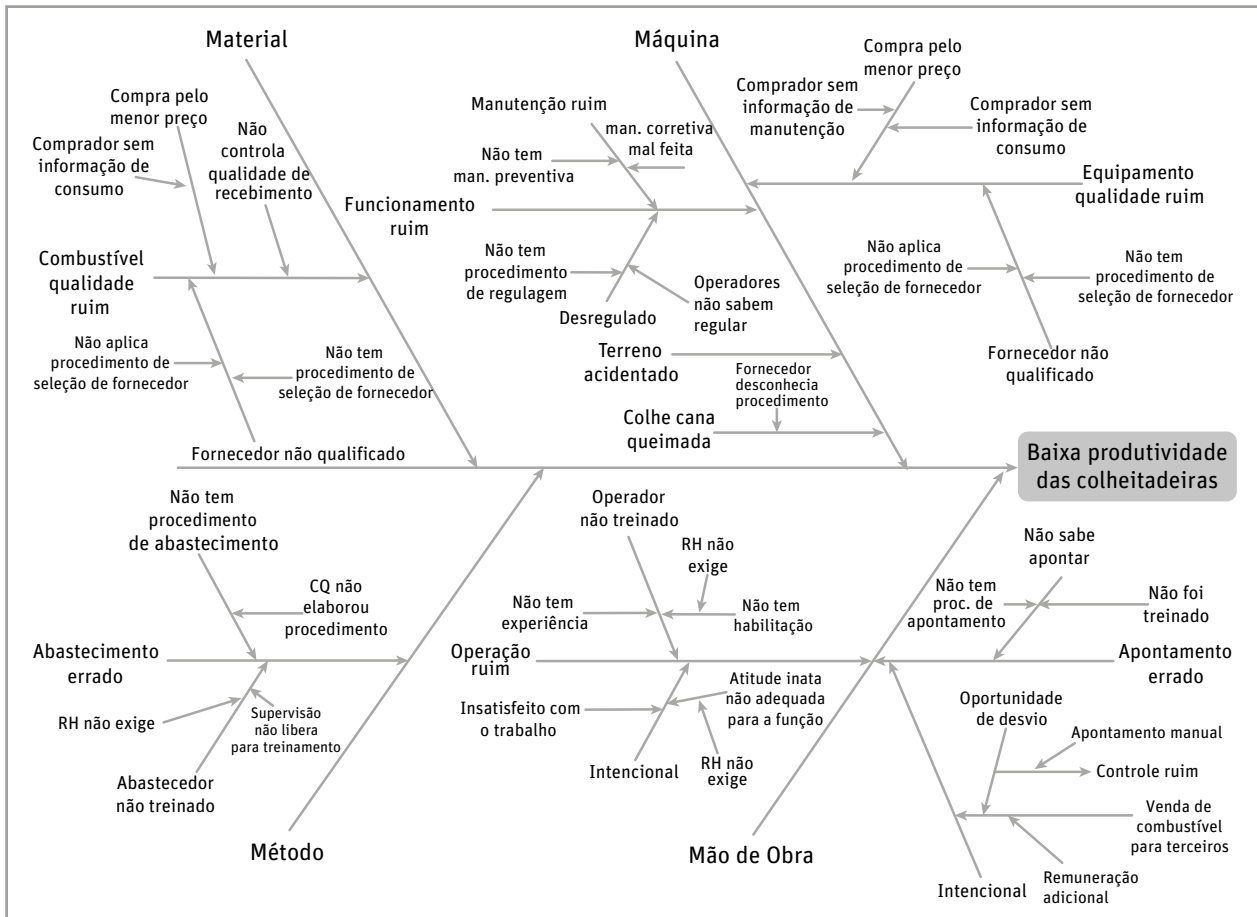 Material
Compra pelo
menor preço
Comprador sem
informação de
consumo
Não
controla
qualidade de
recebimento
Combustível
qualidade
ruim
Não aplica
procedimento de
seleção de fornecedor
Não tem
procedimento de
seleção de fornecedor
Fornecedor não qualificado
Máquina
Manutenção ruim
Não tem
man. preventiva
man. corretiva
mal feita
Funcionamento
ruim
Não tem
procedimento
de regulagem
Operadores
não sabem
regular
Desregulado
Terreno
acidentado
Fornecedor
desconhecia
procedimento
Colhe cana
queimada
Compra pelo
menor preço
Comprador sem
informação de
manutenção
Comprador sem
informação de
consumo
Equipamento
qualidade ruim
Não aplica
procedimento de
seleção de fornecedor
Não tem
procedimento de
seleção de fornecedor
Fornecedor não
qualificado
Baixa produtividade
das colheitadeiras
Não tem
procedimento
de abastecimento
CQ não
elaborou
procedimento
Abastecimento
errado
RH não exige
Supervisão
não libera
para treinamento
Abastecedor
não treinado
Método
Operador
não treinado
RH não
exige
Não tem
experiência
Não tem
habilitação
Operação
ruim
Insatisfeito com
o trabalho
Atitude inata
não adequada
para a função
Intencional
RH não
exige
Mão de Obra
Não sabe
apontar
Não tem
proc. de
apontamento
Não foi
treinado
Apontamento
errado
Oportunidade
de desvio
Apontamento manual
Controle ruim
Venda de
combustível
para terceiros
Remuneração
adicional
Intencional